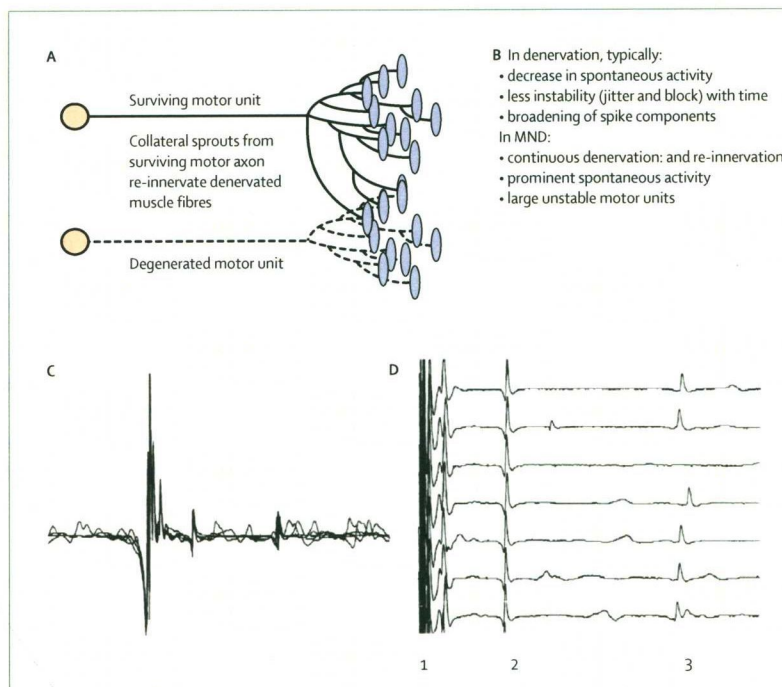 A
Surviving motor unit
Collateral sprouts from
surviving motor axon
re-innervate denervated
muscle fibres
Degenerated motor unit
B In denervation, typically:
• decrease in spontaneous activity
• less instability (jitter and block) with time
• broadening of spike components
In MND:
• continuous denervation: and re-innervation
• prominent spontaneous activity
• large unstable motor units
C
D
1 2 3